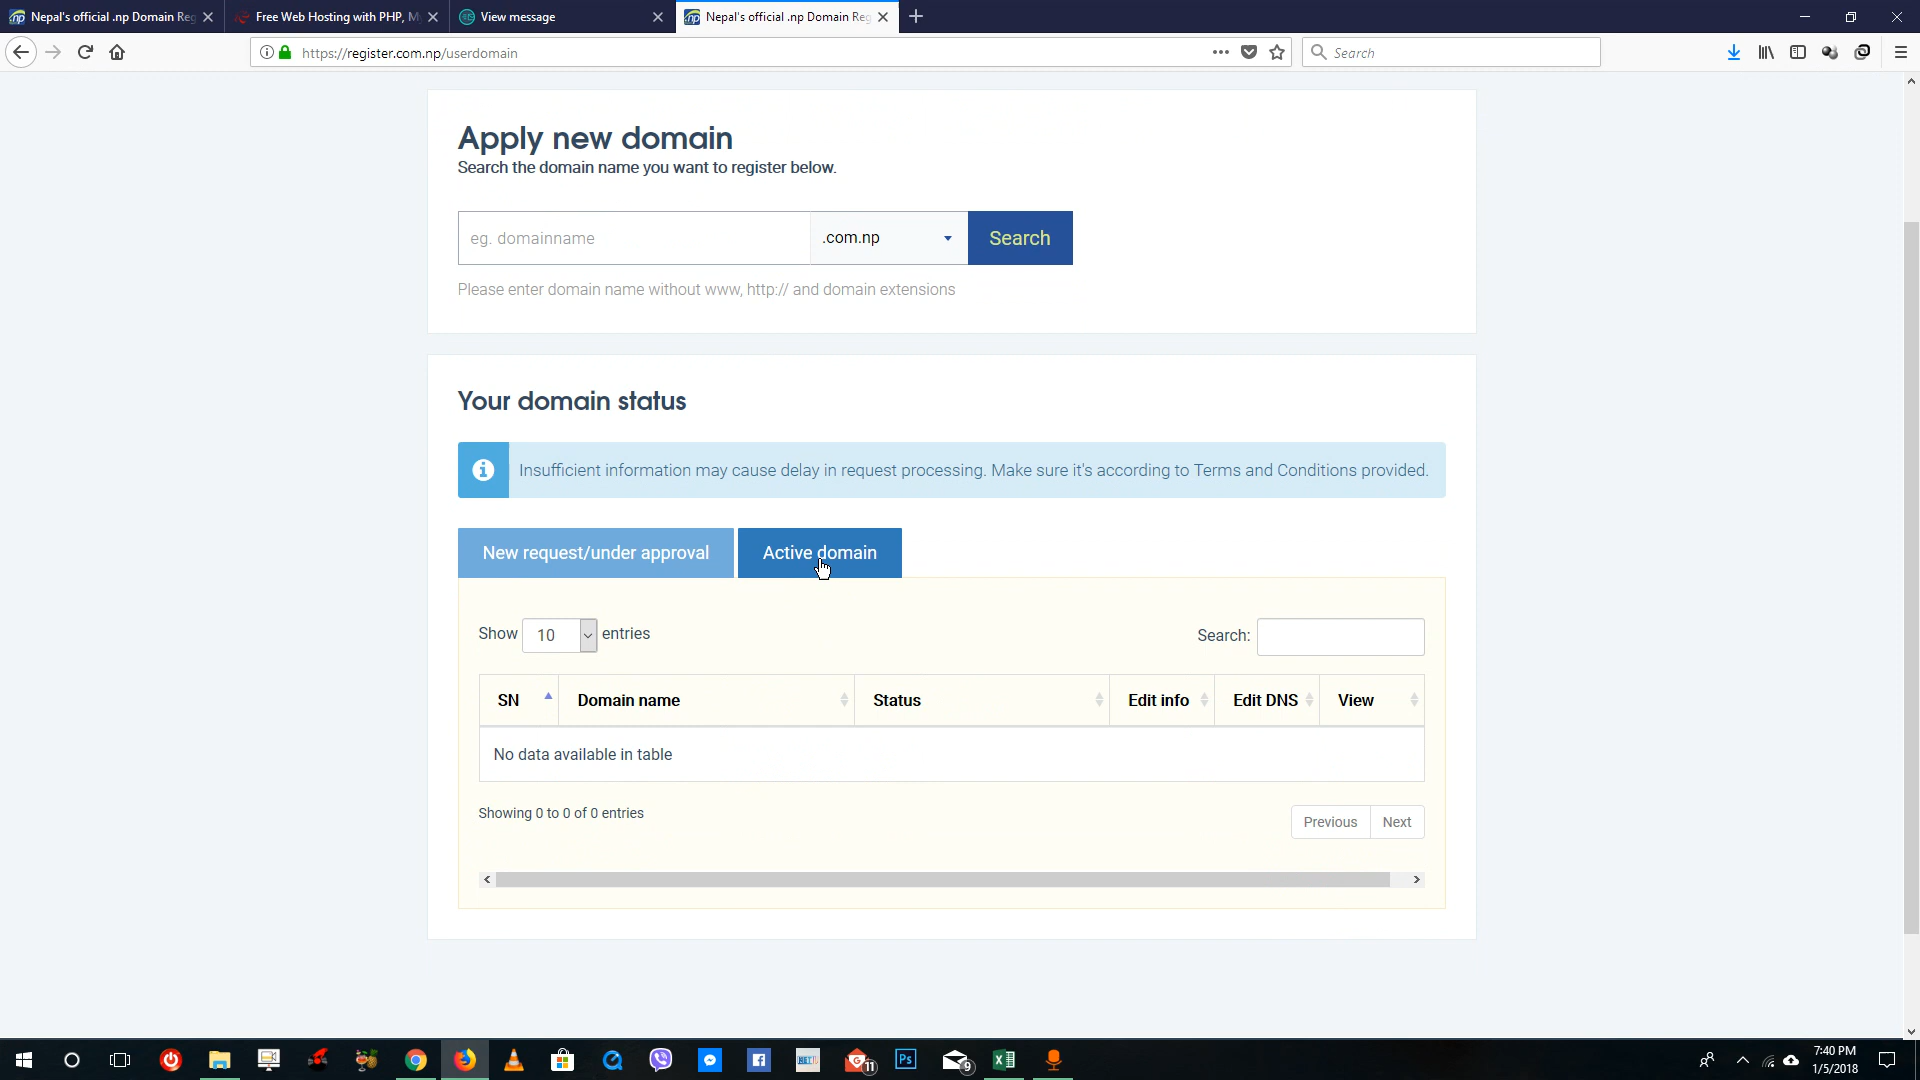 Nepal's official .np Domain Reg
Free Web Hosting with PHP, M
View message
Nepal's official .np Domain Reg
https://register.com.np/userdomain
Search
Apply new domain
Search the domain name you want to register below.
eg. domainname
.com.np
Search
Please enter domain name without www, http:// and domain extensions
Your domain status
Insufficient information may cause delay in request processing. Make sure it's according to Terms and Conditions provided.
New request/under approval
Active domain
Show 10 entries
Search:
SN Domain name Status Edit info Edit DNS View
No data available in table
Showing 0 to 0 of 0 entries
Previous Next
11
Ps
9
7:40 PM
1/5/2018